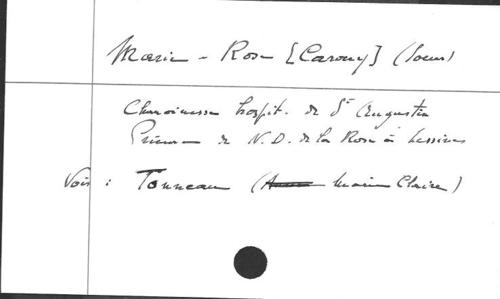 Marie-Rose [Carouy] (Soeur)
Chanoinesse hospit. de St Augustin
Prieure de N.D. de la Rose à Lessines
Voir : Tonneau (Marie Claire)